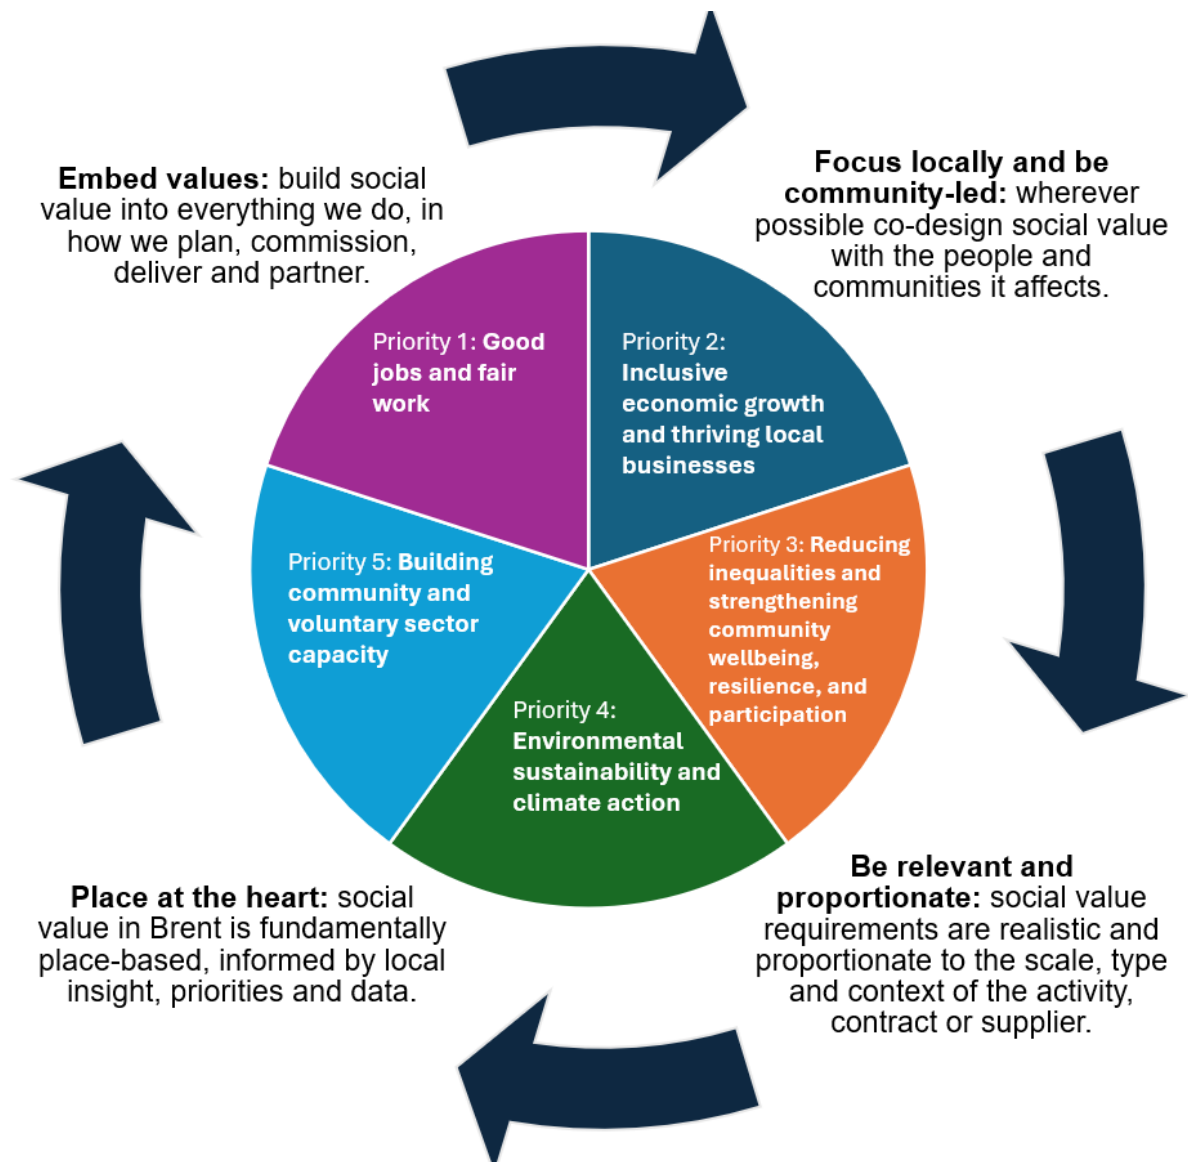 Embed values: build social
value into everything we do, in
how we plan, commission,
deliver and partner.
Focus locally and be
community-led: wherever
possible co-design social value
with the people and
communities it affects.
Priority 1: Good
jobs and fair
work
Priority 2:
Inclusive
economic growth
and thriving local
businesses
Priority 3: Reducing
inequalities and
strengthening
community
wellbeing,
resilience, and
participation
Priority 4:
Environmental
sustainability and
climate action
Priority 5: Building
community and
voluntary sector
capacity
Be relevant and
proportionate: social value
requirements are realistic and
proportionate to the scale, type
and context of the activity,
contract or supplier.
Place at the heart: social
value in Brent is fundamentally
place-based, informed by local
insight, priorities and data.